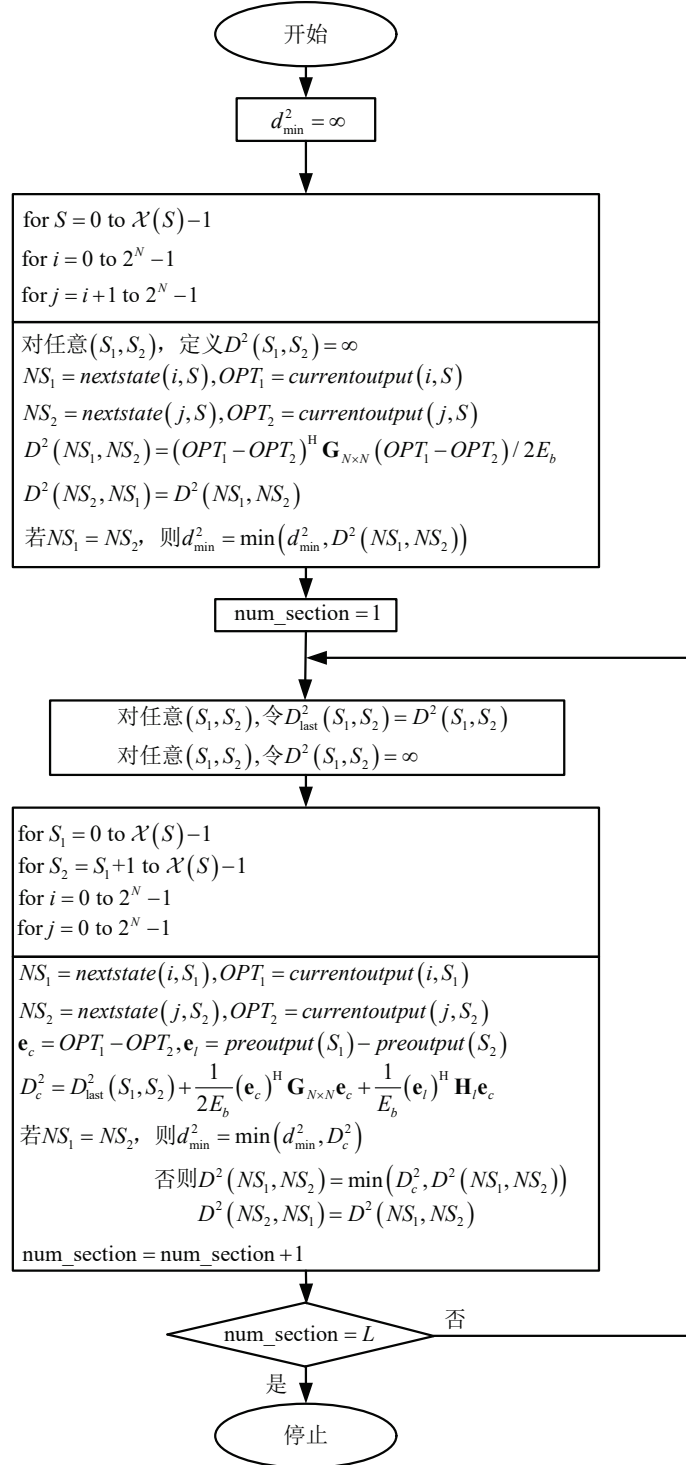 开始
d²_min = ∞
for S = 0 to 𝒳(S)−1
for i = 0 to 2^N −1
for j = i+1 to 2^N −1
对任意(S₁,S₂)，定义D²(S₁,S₂)=∞
NS₁ = nextstate(i,S), OPT₁ = currentoutput(i,S)
NS₂ = nextstate(j,S), OPT₂ = currentoutput(j,S)
D²(NS₁,NS₂)=(OPT₁−OPT₂)^H G_{N×N}(OPT₁−OPT₂)/2E_b
D²(NS₂,NS₁)=D²(NS₁,NS₂)
若NS₁ = NS₂，则d²_min = min(d²_min, D²(NS₁,NS₂))
num_section = 1
对任意(S₁,S₂),令D²_last(S₁,S₂)=D²(S₁,S₂)
对任意(S₁,S₂),令D²(S₁,S₂)=∞
for S₁ = 0 to 𝒳(S)−1
for S₂ = S₁+1 to 𝒳(S)−1
for i = 0 to 2^N −1
for j = 0 to 2^N −1
NS₁ = nextstate(i,S₁), OPT₁ = currentoutput(i,S₁)
NS₂ = nextstate(j,S₂), OPT₂ = currentoutput(j,S₂)
e_c = OPT₁−OPT₂, e_l = preoutput(S₁)−preoutput(S₂)
D²_c = D²_last(S₁,S₂)+1/2E_b (e_c)^H G_{N×N}e_c + 1/E_b (e_l)^H H_l e_c
若NS₁ = NS₂，则d²_min = min(d²_min, D²_c)
否则D²(NS₁,NS₂)=min(D²_c, D²(NS₁,NS₂))
D²(NS₂,NS₁)=D²(NS₁,NS₂)
num_section = num_section +1
num_section = L
否
是
停止